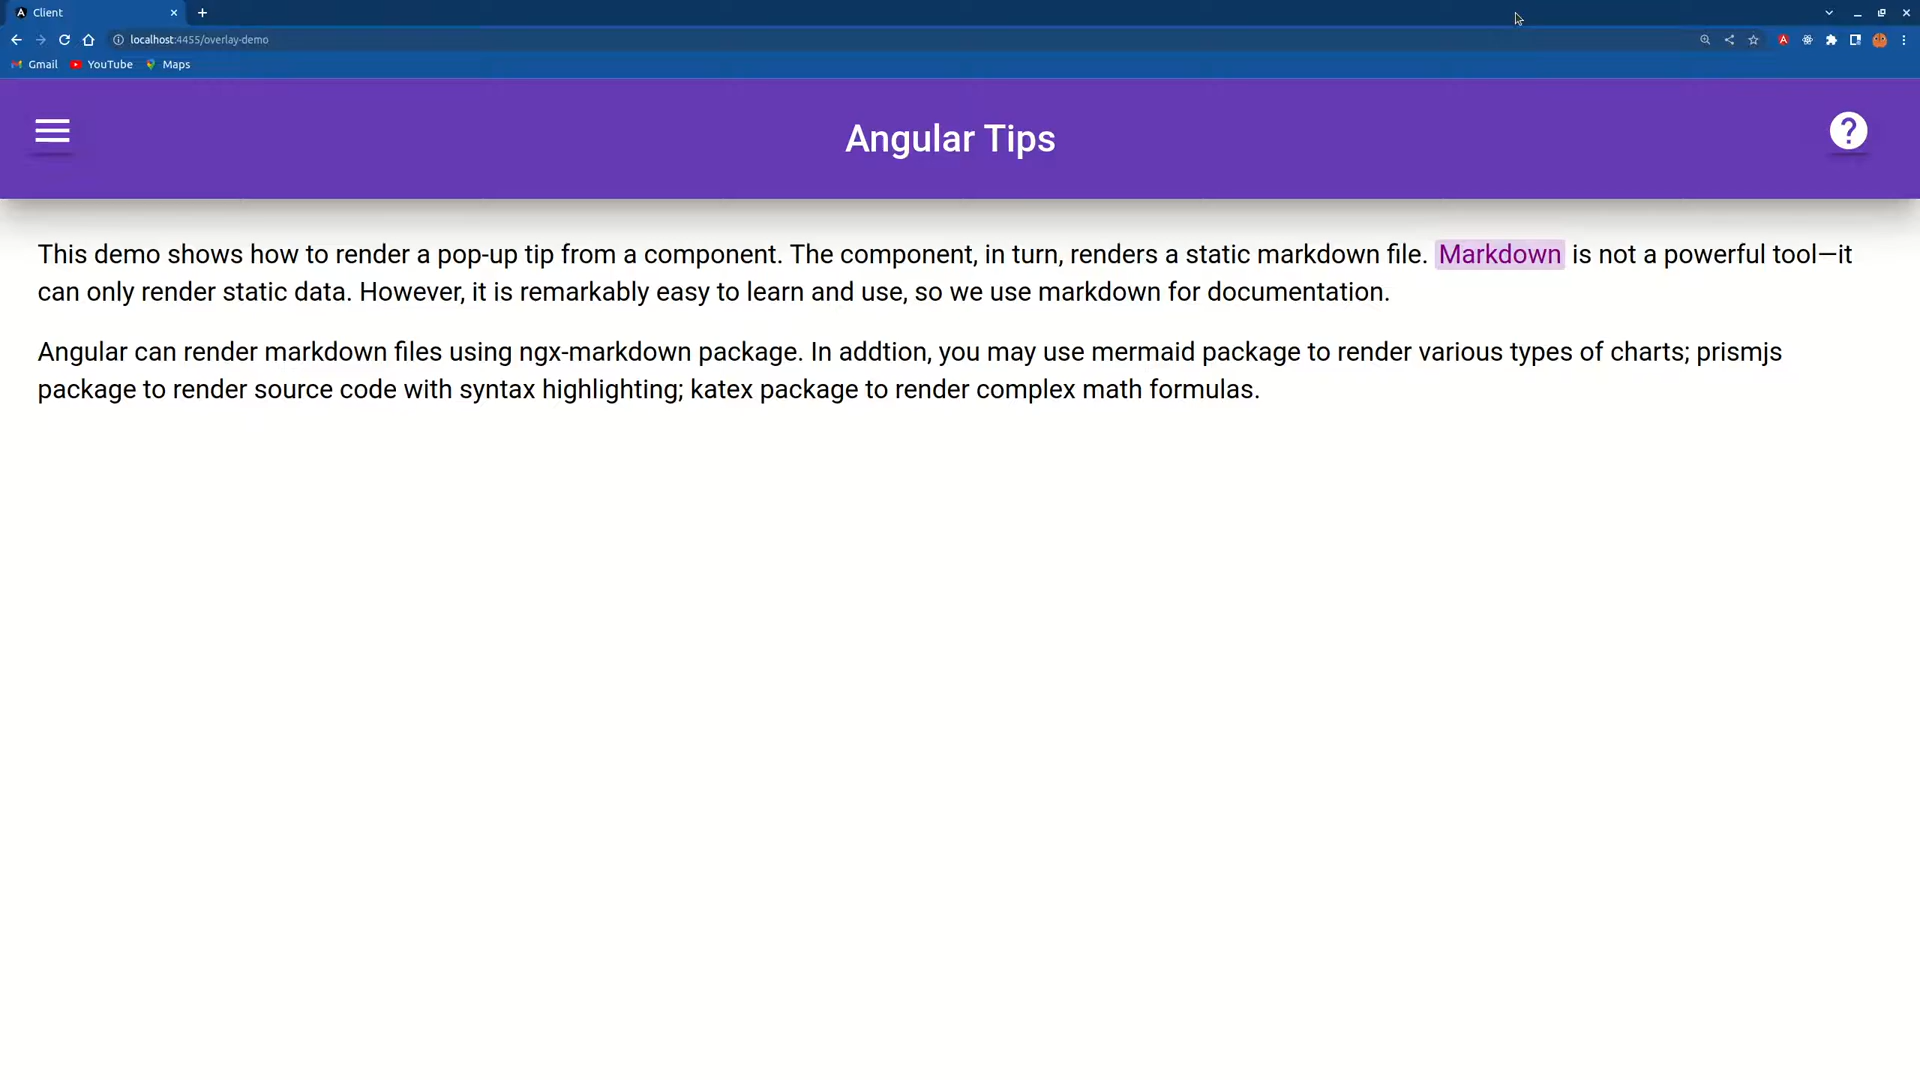 Client
localhost:4455/overlay-demo
Gmail YouTube Maps
Angular Tips
This demo shows how to render a pop-up tip from a component. The component, in turn, renders a static markdown file. Markdown is not a powerful tool—it
can only render static data. However, it is remarkably easy to learn and use, so we use markdown for documentation.
Angular can render markdown files using ngx-markdown package. In addtion, you may use mermaid package to render various types of charts; prismjs
package to render source code with syntax highlighting; katex package to render complex math formulas.